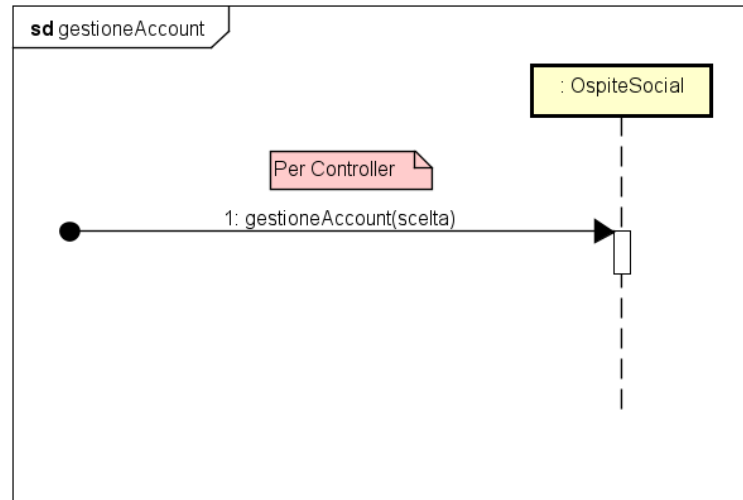 sd gestioneAccount
: OspiteSocial
Per Controller
1: gestioneAccount(scelta)